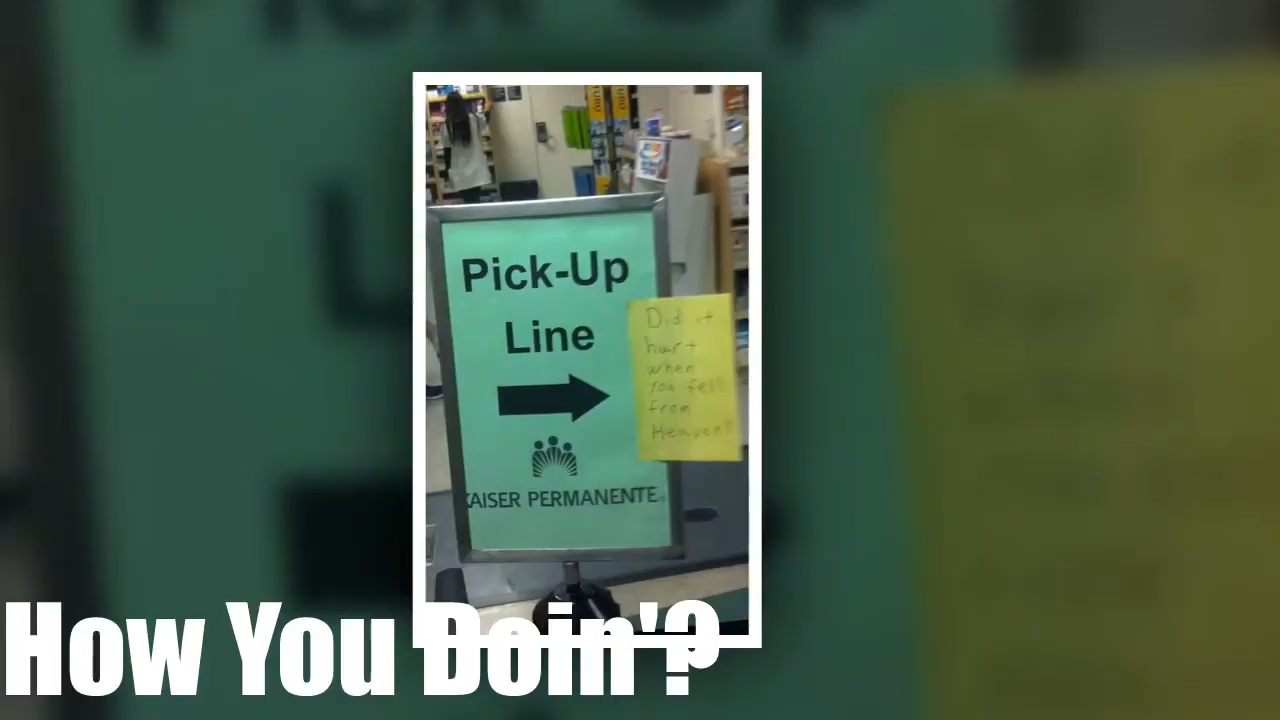 Pick-Up
Line
KAISER PERMANENTE
Did it
hurt
when
you fell
from
Heaven?
How You Doin'?